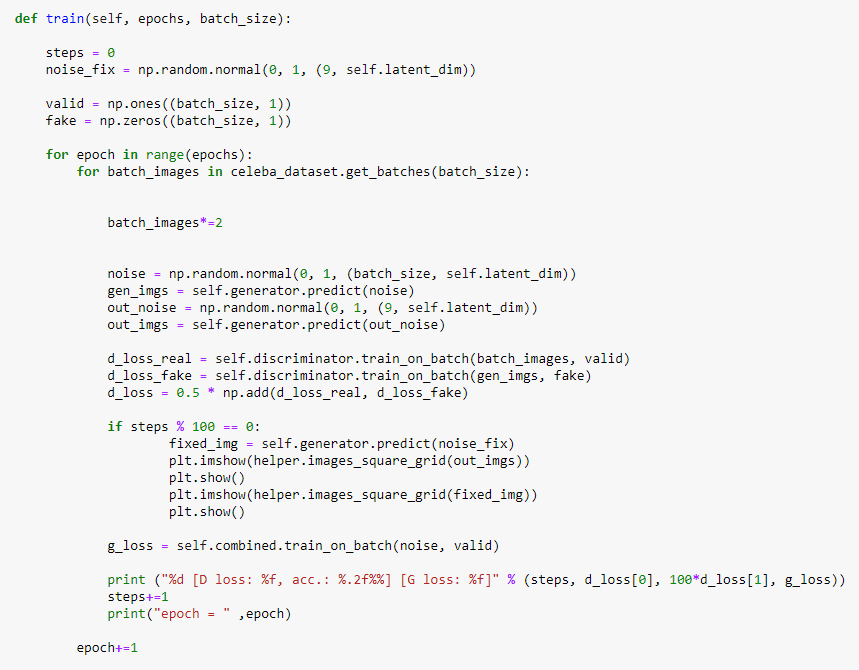 def train(self, epochs, batch_size):
steps = 0
noise_fix = np.random.normal(0, 1, (9, self.latent_dim))
valid = np.ones((batch_size, 1))
fake = np.zeros((batch_size, 1))
for epoch in range(epochs):
for batch_images in celeba_dataset.get_batches(batch_size):
batch_images*=2
noise = np.random.normal(0, 1, (batch_size, self.latent_dim))
gen_imgs = self.generator.predict(noise)
out_noise = np.random.normal(0, 1, (9, self.latent_dim))
out_imgs = self.generator.predict(out_noise)
d_loss_real = self.discriminator.train_on_batch(batch_images, valid)
d_loss_fake = self.discriminator.train_on_batch(gen_imgs, fake)
d_loss = 0.5 * np.add(d_loss_real, d_loss_fake)
if steps % 100 == 0:
fixed_img = self.generator.predict(noise_fix)
plt.imshow(helper.images_square_grid(out_imgs))
plt.show()
plt.imshow(helper.images_square_grid(fixed_img))
plt.show()
g_loss = self.combined.train_on_batch(noise, valid)
print ("%d [D loss: %f, acc.: %.2f%%] [G loss: %f]" % (steps, d_loss[0], 100*d_loss[1], g_loss))
steps+=1
print("epoch = " ,epoch)
epoch+=1